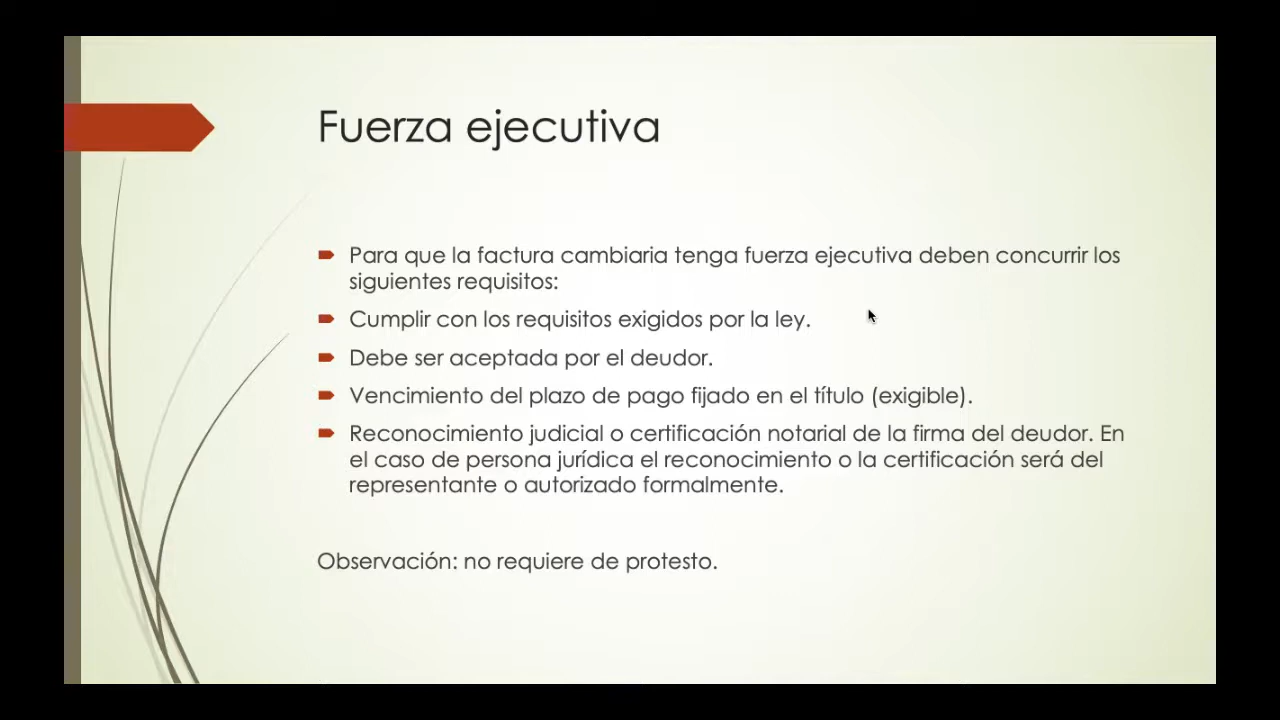 Fuerza ejecutiva
Para que la factura cambiaria tenga fuerza ejecutiva deben concurrir los
siguientes requisitos:
Cumplir con los requisitos exigidos por la ley.
Debe ser aceptada por el deudor.
Vencimiento del plazo de pago fijado en el título (exigible).
Reconocimiento judicial o certificación notarial de la firma del deudor. En
el caso de persona jurídica el reconocimiento o la certificación será del
representante o autorizado formalmente.
Observación: no requiere de protesto.